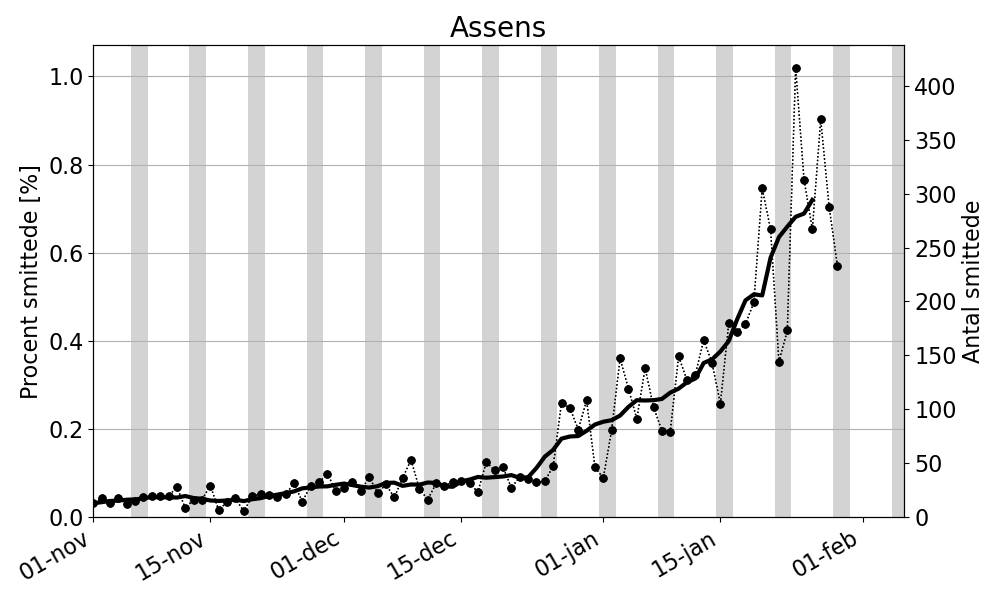 Assens
Procent smittede [%]
1.0
0.8
0.6
0.4
0.2
0.0
400
350
300
250
200
150
100
50
0
Antal smittede
01-nov
15-nov
01-dec
15-dec
01-jan
15-jan
01-feb